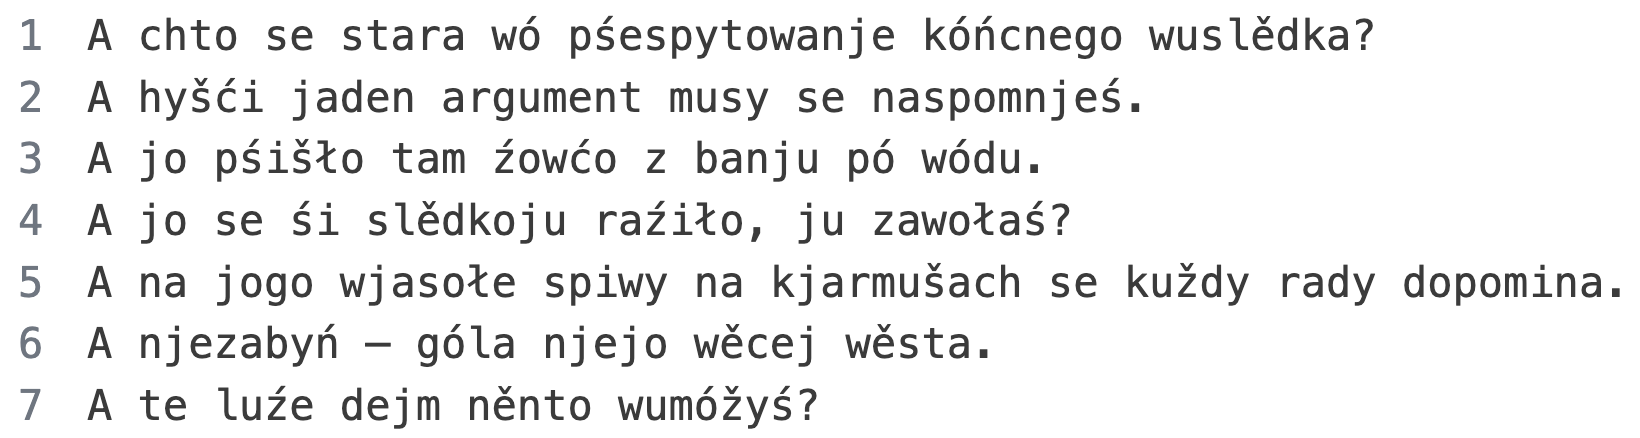 1 A chto se stara wó pśespytowanje kóńcnego wuslědka?
2 A hyšći jaden argument musy se naspomnjeś.
3 A jo pśišło tam źowćo z banju pó wódu.
4 A jo se śi slědkoju raźiło, ju zawołaś?
5 A na jogo wjasołe spiwy na kjarmušach se kuždy rady dopomina.
6 A njezabyń — góla njejo wěcej wěsta.
7 A te luźe dejm něnto wumóžyś?